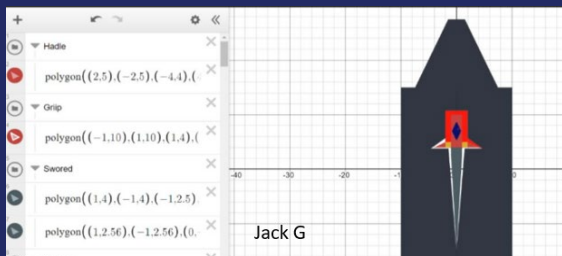 Hadle
polygon((2,5),(−2,5),(−4,4),(
Griip
polygon((−1,10),(1,10),(1,4),(
Swored
polygon((1,4),(−1,4),(−1,2.5)
polygon((1,2.56),(−1,2.56),(0,
-40 -30 -20
Jack G